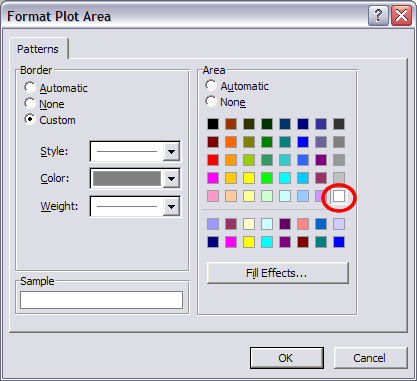 Format Plot Area
Patterns
Border
Automatic
None
Custom
Style:
Color:
Weight:
Sample
Area
Automatic
None
Fill Effects...
OK
Cancel